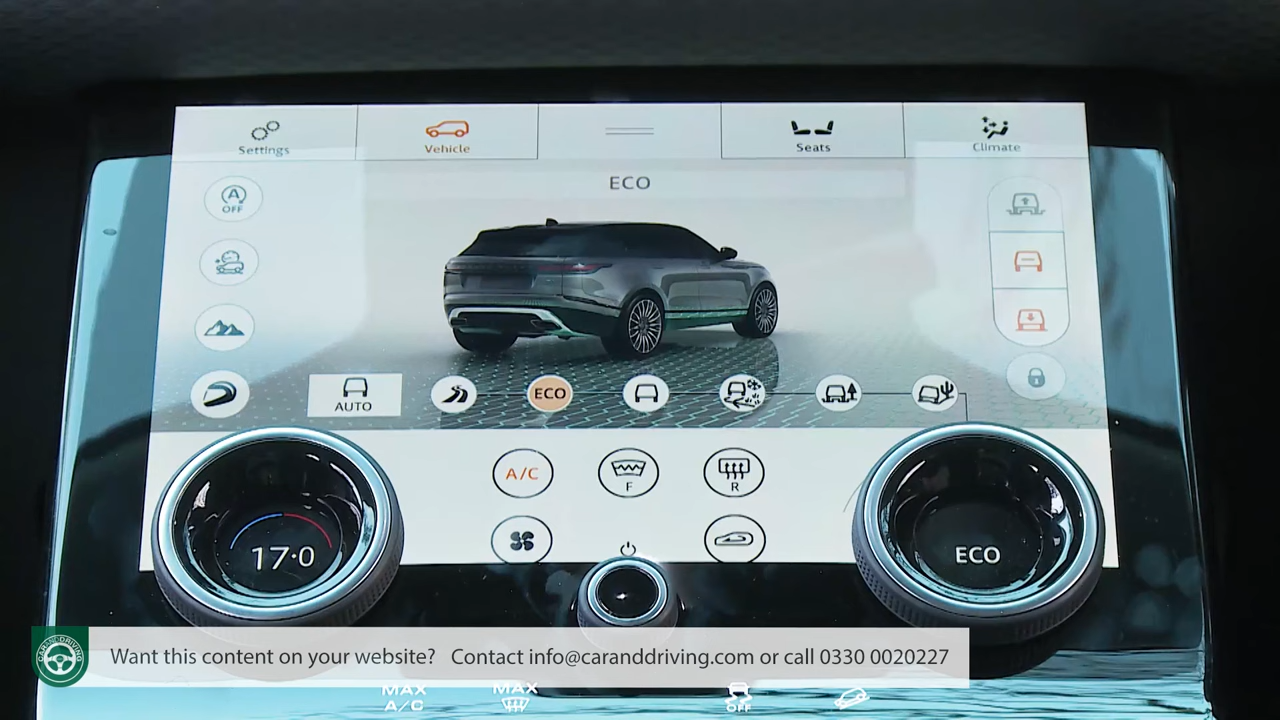 Settings
Vehicle
Seats
Climate
ECO
A
OFF
AUTO
ECO
A/C
F
R
17·0
ECO
CARANDDRIVING
Want this content on your website? Contact info@caranddriving.com or call 0330 0020227
MAX
A/C
MAX
OFF